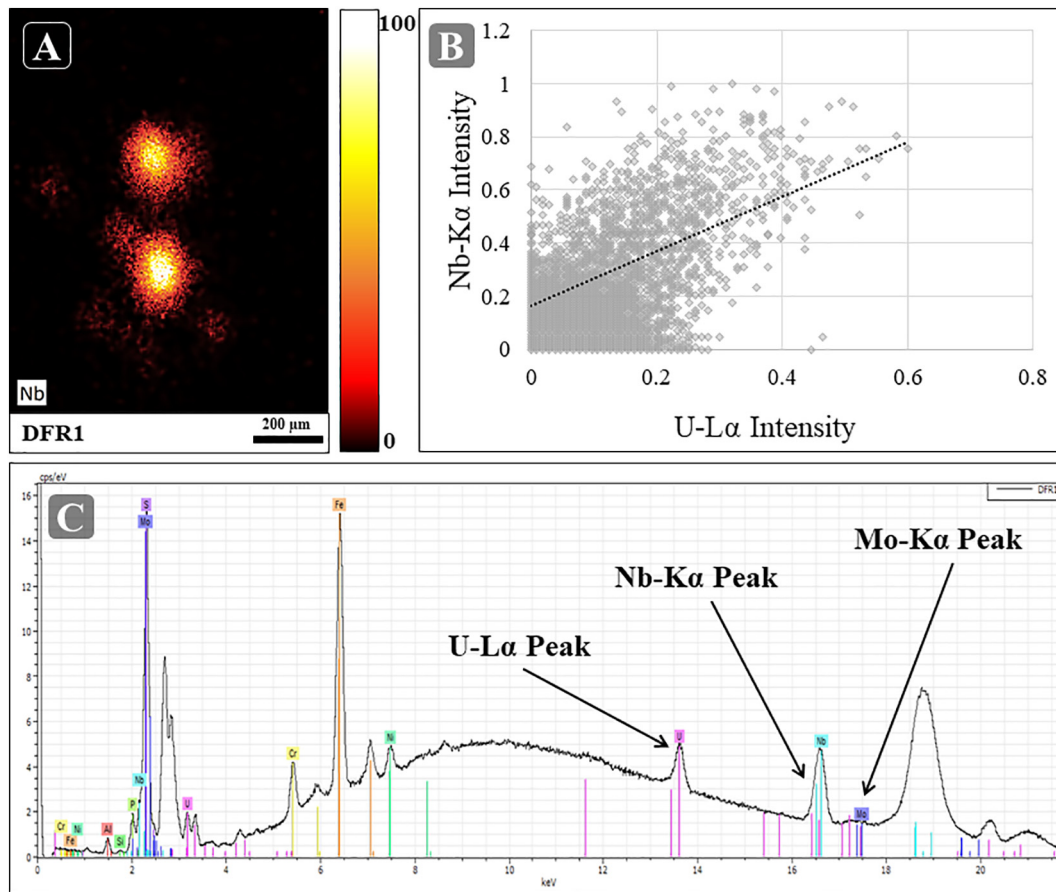 A
100
0
Nb
DFR1
200 μm
B
Nb-Kα Intensity
1.2
1
0.8
0.6
0.4
0.2
0
0
0.2
0.4
0.6
0.8
U-Lα Intensity
C
cps/eV
DFR1
16
14
12
10
8
6
4
2
0
S
Mo
Fe
Mo-Kα Peak
Nb-Kα Peak
U-Lα Peak
Cr
Ni
U
Nb
Nb
P
U
Mo
Cr
Ni
Fe
Al
Si
0
2
4
6
8
10
12
14
16
18
20
keV